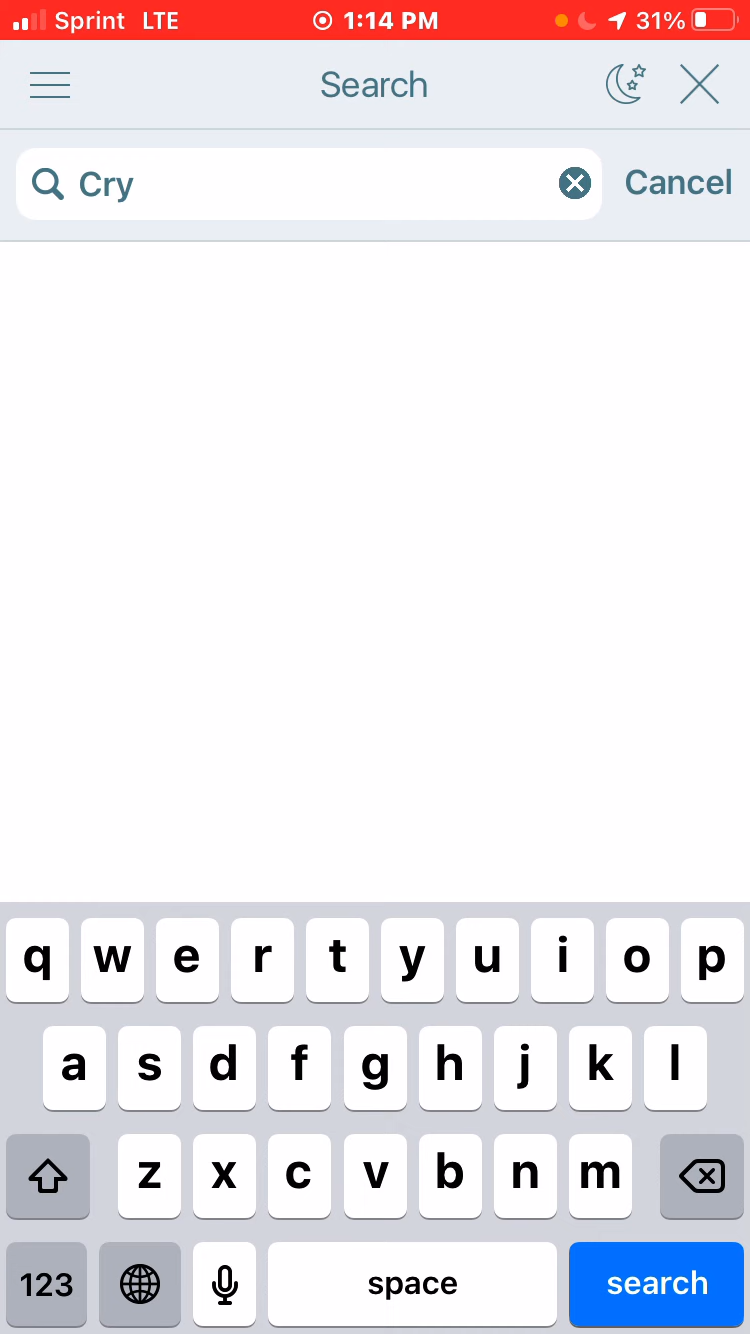 Sprint LTE 1:14 PM 31%
Search
Cry Cancel
q w e r t y u i o p
a s d f g h j k l
z x c v b n m
123 space search